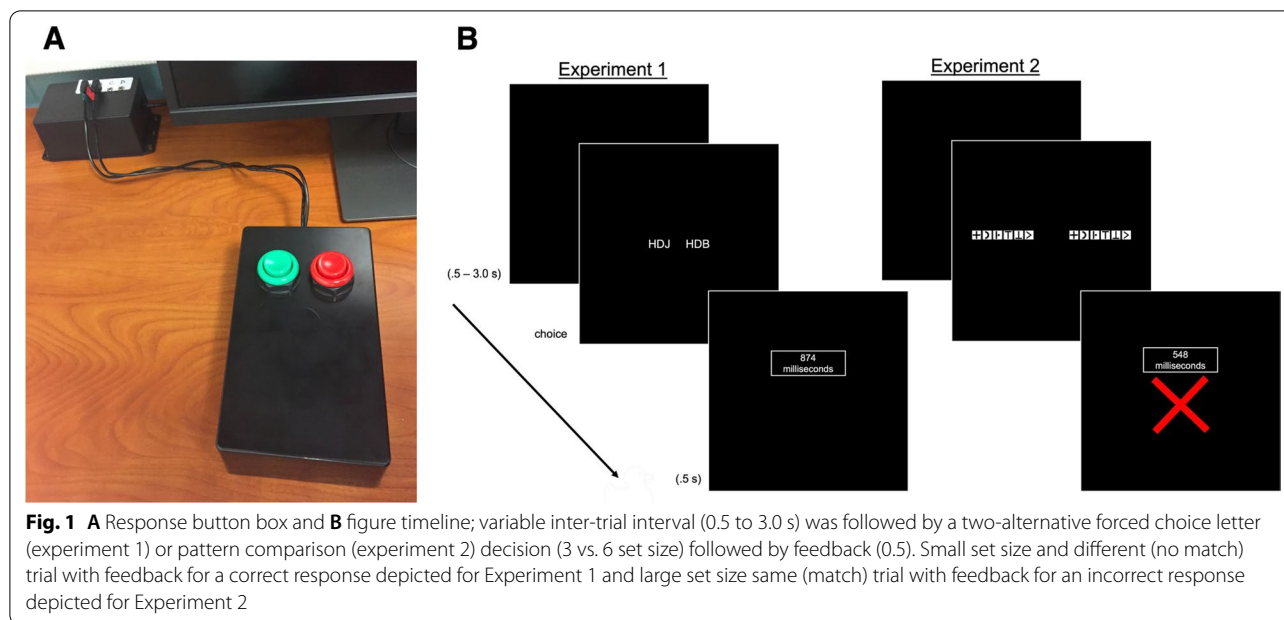 A
B
Experiment 1
Experiment 2
HDJ HDB
(.5 – 3.0 s)
choice
874
milliseconds
548
milliseconds
(.5 s)
Fig. 1 A Response button box and B figure timeline; variable inter-trial interval (0.5 to 3.0 s) was followed by a two-alternative forced choice letter
(experiment 1) or pattern comparison (experiment 2) decision (3 vs. 6 set size) followed by feedback (0.5). Small set size and different (no match)
trial with feedback for a correct response depicted for Experiment 1 and large set size same (match) trial with feedback for an incorrect response
depicted for Experiment 2